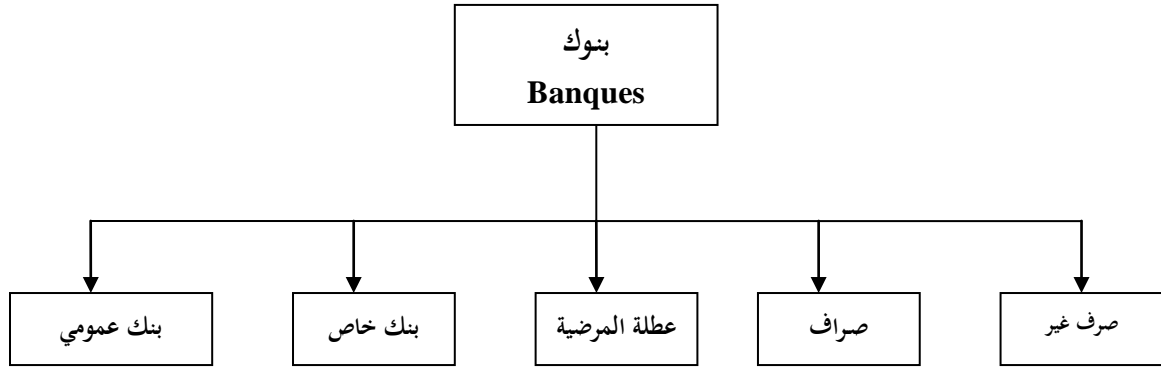 بنوك
Banques
صرف غير
صراف
عطلة المرضية
بنك خاص
بنك عمومي